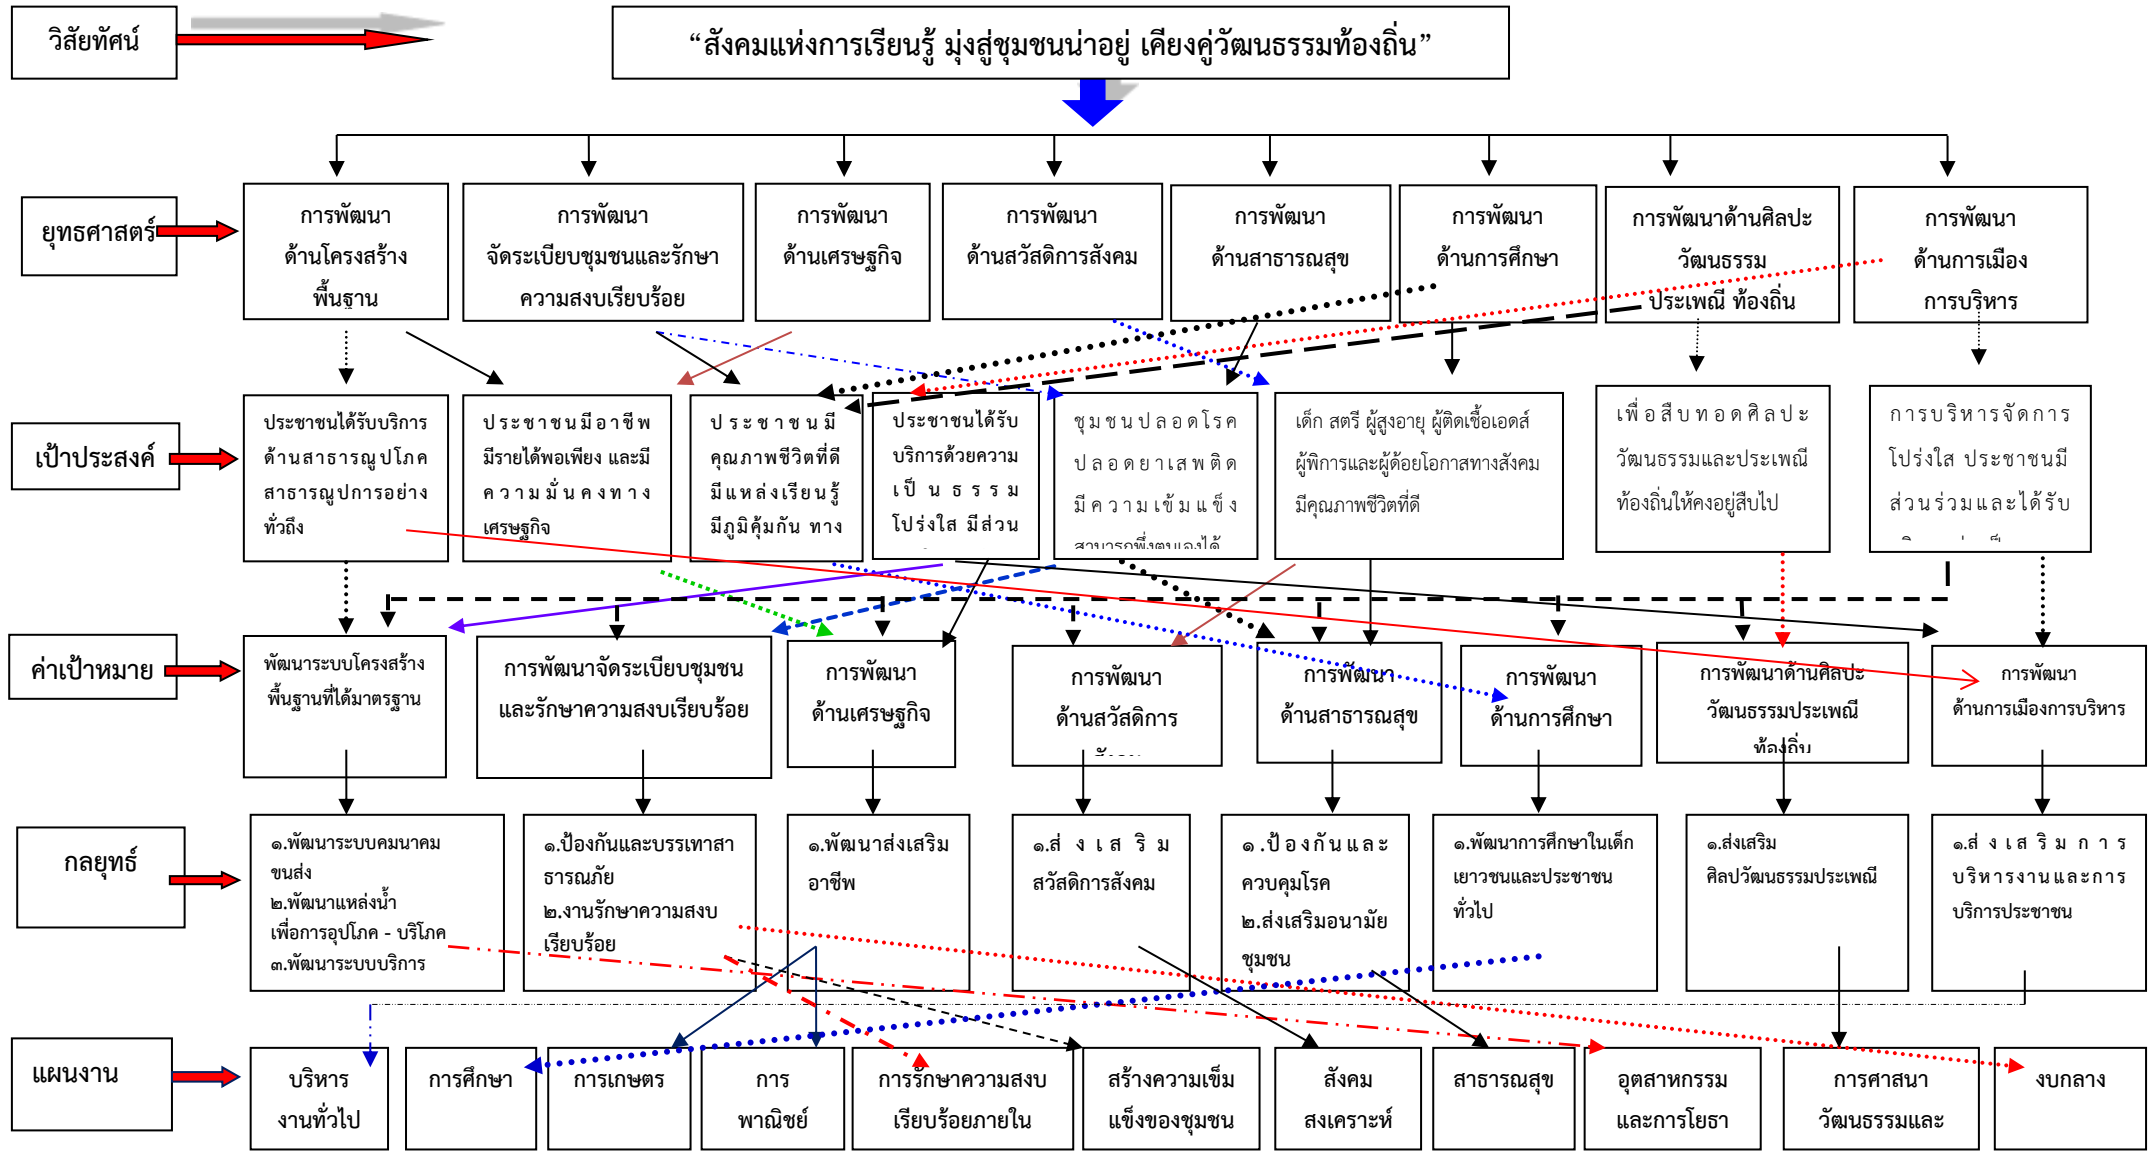 วิสัยทัศน์
“สังคมแห่งการเรียนรู้ มุ่งสู่ชุมชนน่าอยู่ เคียงคู่วัฒนธรรมท้องถิ่น”
ยุทธศาสตร์
การพัฒนา
ด้านโครงสร้าง
พื้นฐาน
การพัฒนา
จัดระเบียบชุมชนและรักษา
ความสงบเรียบร้อย
การพัฒนา
ด้านเศรษฐกิจ
การพัฒนา
ด้านสวัสดิการสังคม
การพัฒนา
ด้านสาธารณสุข
การพัฒนา
ด้านการศึกษา
การพัฒนาด้านศิลปะ
วัฒนธรรม
ประเพณี ท้องถิ่น
การพัฒนา
ด้านการเมือง
การบริหาร
เป้าประสงค์
ประชาชนได้รับบริการ
ด้านสาธารณูปโภค
สาธารณูปการอย่าง
ทั่วถึง
ประชาชนมีอาชีพ
มีรายได้พอเพียง และมี
ความมั่นคงทาง
เศรษฐกิจ
ประชาชนมี
คุณภาพชีวิตที่ดี
มีแหล่งเรียนรู้
มีภูมิคุ้มกัน ทาง
ประชาชนได้รับ
บริการด้วยความ
เป็นธรรม
โปร่งใส มีส่วน
ชุมชนปลอดโรค
ปลอดยาเสพติด
มีความเข้มแข็ง
สามารถพึ่งตนเองได้
เด็ก สตรี ผู้สูงอายุ ผู้ติดเชื้อเอดส์
ผู้พิการและผู้ด้อยโอกาสทางสังคม
มีคุณภาพชีวิตที่ดี
เพื่อสืบทอดศิลปะ
วัฒนธรรมและประเพณี
ท้องถิ่นให้คงอยู่สืบไป
การบริหารจัดการ
โปร่งใส ประชาชนมี
ส่วนร่วมและได้รับ
ค่าเป้าหมาย
พัฒนาระบบโครงสร้าง
พื้นฐานที่ได้มาตรฐาน
การพัฒนาจัดระเบียบชุมชน
และรักษาความสงบเรียบร้อย
การพัฒนา
ด้านเศรษฐกิจ
การพัฒนา
ด้านสวัสดิการ
การพัฒนา
ด้านสาธารณสุข
การพัฒนา
ด้านการศึกษา
การพัฒนาด้านศิลปะ
วัฒนธรรมประเพณี
ท้องถิ่น
การพัฒนา
ด้านการเมืองการบริหาร
กลยุทธ์
๑.พัฒนาระบบคมนาคม
ขนส่ง
๒.พัฒนาแหล่งน้ำ
เพื่อการอุปโภค - บริโภค
๓.พัฒนาระบบบริการ
๑.ป้องกันและบรรเทาสา
ธารณภัย
๒.งานรักษาความสงบ
เรียบร้อย
๑.พัฒนาส่งเสริม
อาชีพ
๑.ส่งเสริม
สวัสดิการสังคม
๑.ป้องกันและ
ควบคุมโรค
๒.ส่งเสริมอนามัย
ชุมชน
๑.พัฒนาการศึกษาในเด็ก
เยาวชนและประชาชน
ทั่วไป
๑.ส่งเสริม
ศิลปวัฒนธรรมประเพณี
๑.ส่งเสริมการ
บริหารงานและการ
บริการประชาชน
แผนงาน
บริหาร
งานทั่วไป
การศึกษา
การเกษตร
การ
พาณิชย์
การรักษาความสงบ
เรียบร้อยภายใน
สร้างความเข็ม
แข็งของชุมชน
สังคม
สงเคราะห์
สาธารณสุข
อุตสาหกรรม
และการโยธา
การศาสนา
วัฒนธรรมและ
งบกลาง